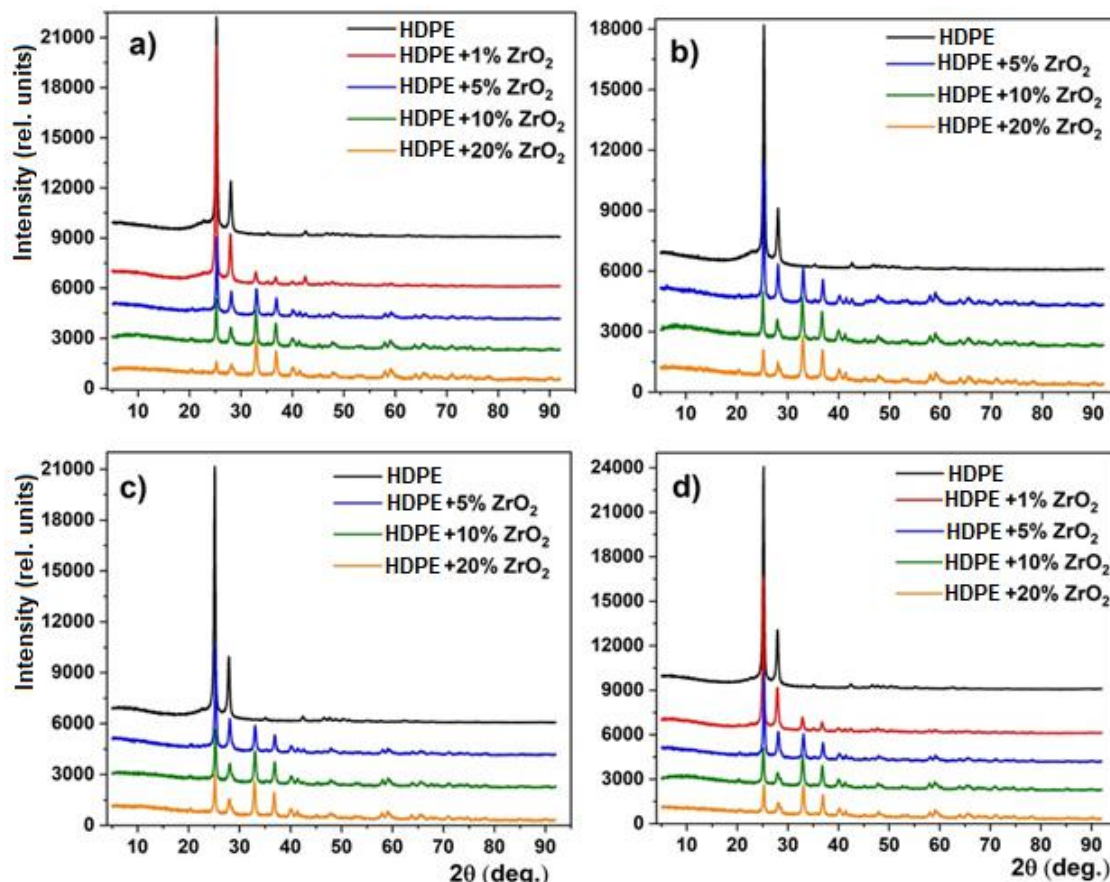 a)
Intensity (rel. units)
21000
18000
15000
12000
9000
6000
3000
0
10 20 30 40 50 60 70 80 90
HDPE
HDPE +1% ZrO₂
HDPE +5% ZrO₂
HDPE +10% ZrO₂
HDPE +20% ZrO₂
b)
18000
15000
12000
9000
6000
3000
0
10 20 30 40 50 60 70 80 90
HDPE
HDPE +5% ZrO₂
HDPE +10% ZrO₂
HDPE +20% ZrO₂
c)
Intensity (rel. units)
21000
18000
15000
12000
9000
6000
3000
0
10 20 30 40 50 60 70 80 90
2θ (deg.)
HDPE
HDPE +5% ZrO₂
HDPE +10% ZrO₂
HDPE +20% ZrO₂
d)
24000
21000
18000
15000
12000
9000
6000
3000
0
10 20 30 40 50 60 70 80 90
2θ (deg.)
HDPE
HDPE +1% ZrO₂
HDPE +5% ZrO₂
HDPE +10% ZrO₂
HDPE +20% ZrO₂